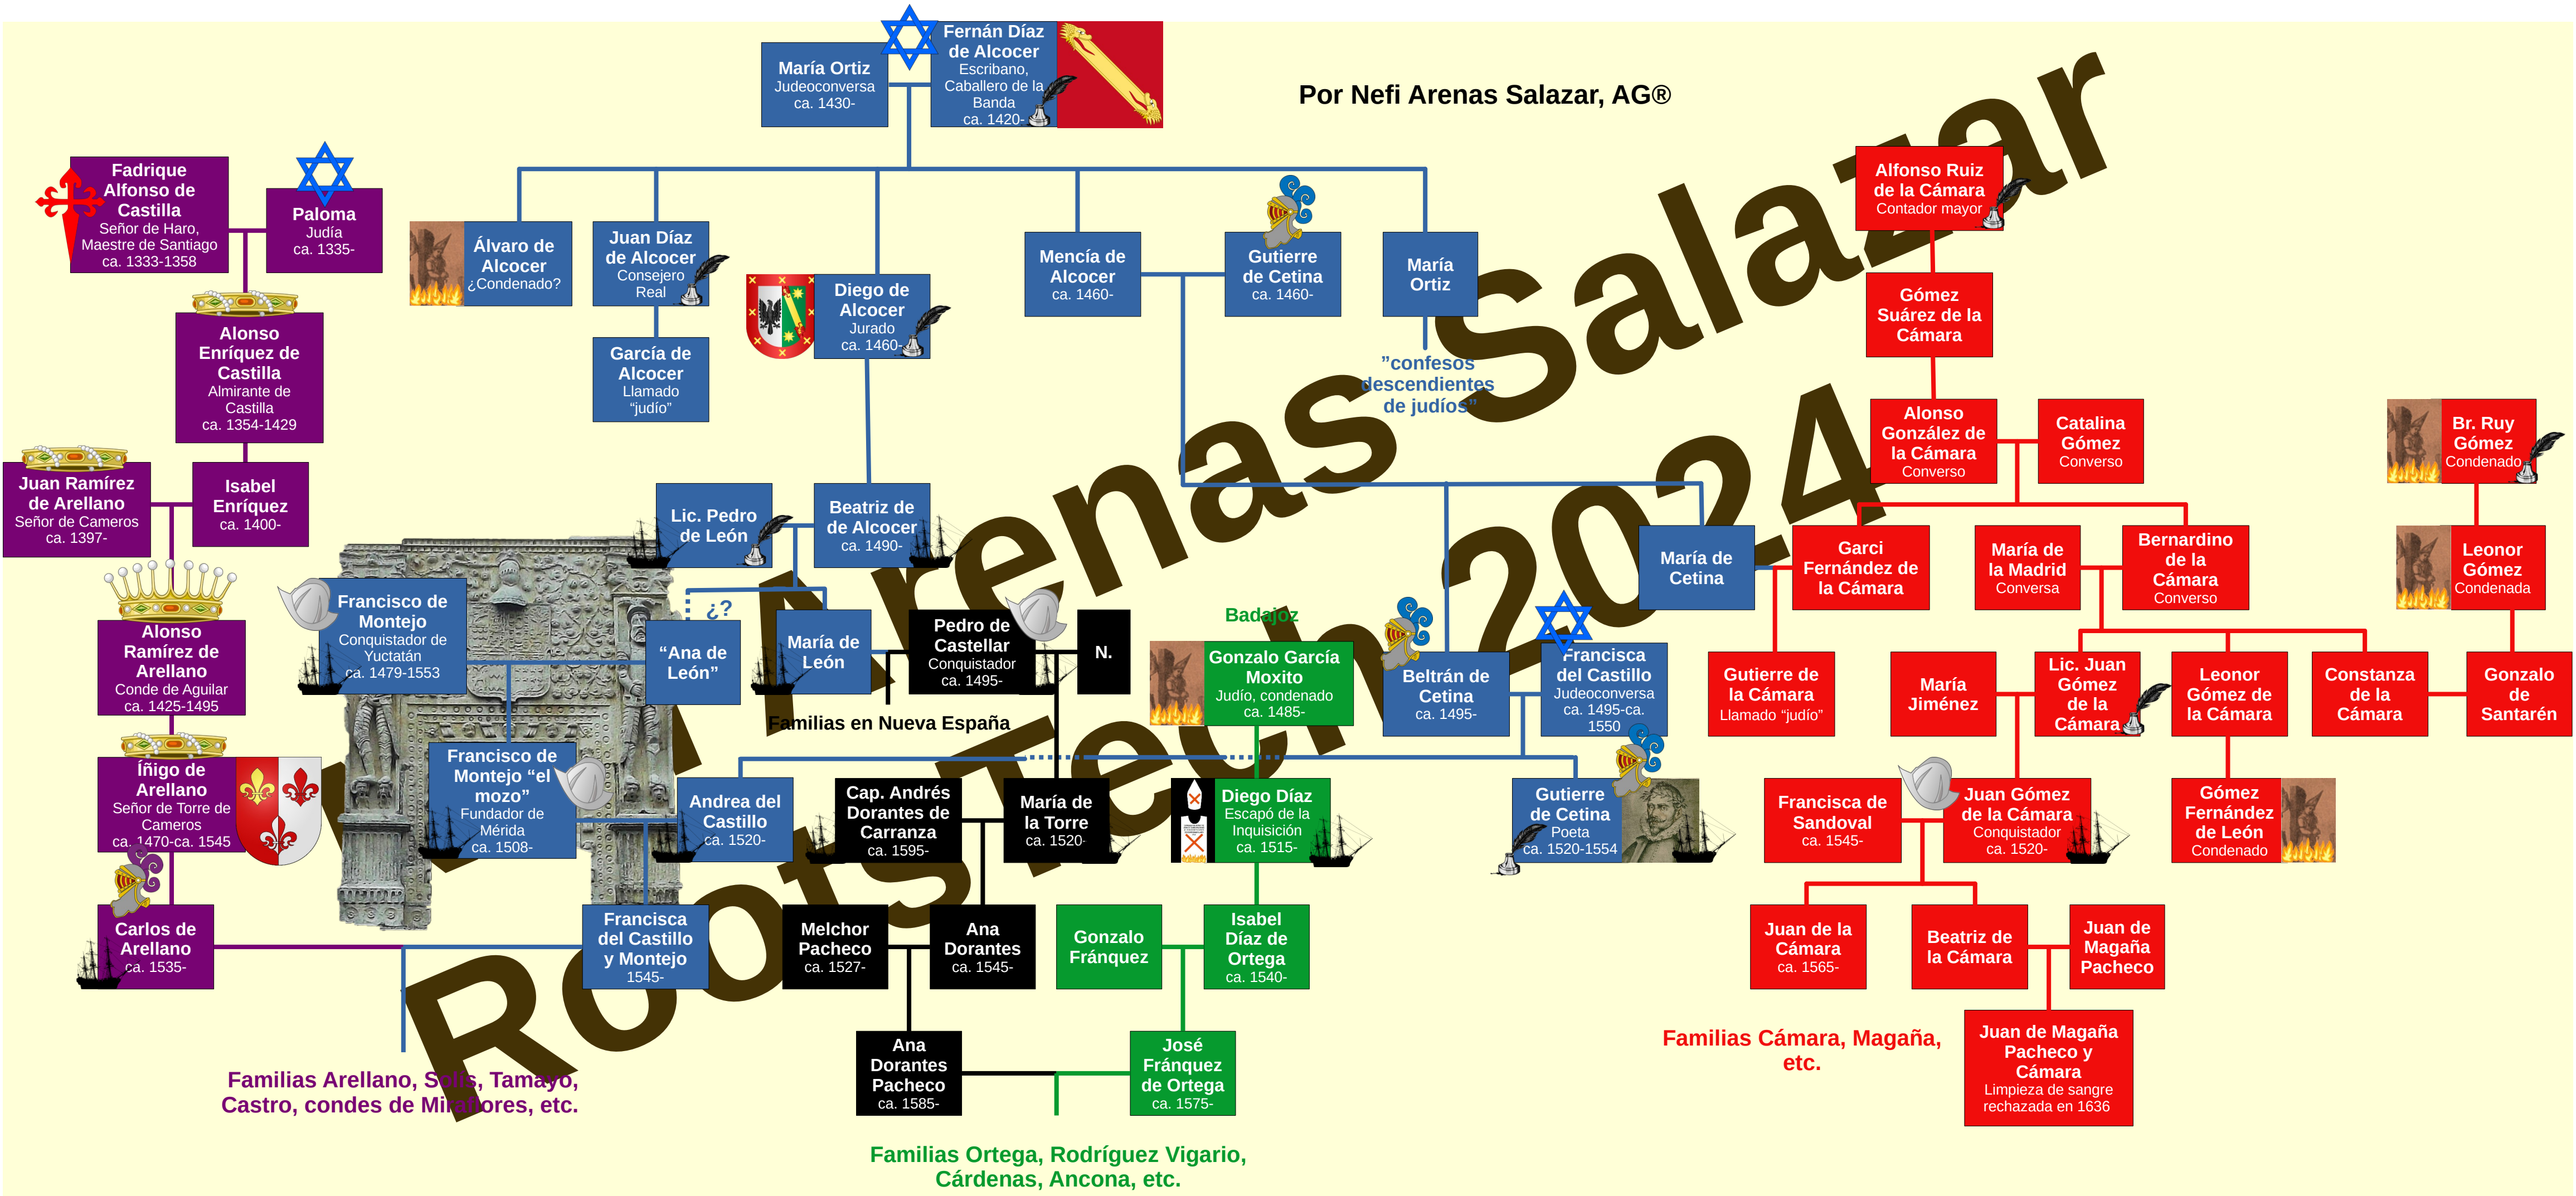 Fernán Díaz
de Alcocer
Escribano,
Caballero de la
Banda
ca. 1420-
María Ortiz
Judeoconversa
ca. 1430-
Por Nefi Arenas Salazar, AG®
Fadrique
Alfonso de
Castilla
Señor de Haro,
Maestre de Santiago
ca. 1333-1358
Paloma
Judía
ca. 1335-
Álvaro de
Alcocer
¿Condenado?
Juan Díaz
de Alcocer
Consejero
Real
Diego de
Alcocer
Jurado
ca. 1460-
Mencía de
Alcocer
ca. 1460-
Gutierre
de Cetina
ca. 1460-
María
Ortiz
Alfonso Ruiz
de la Cámara
Contador mayor
Gómez
Suárez de la
Cámara
Alonso
Enríquez de
Castilla
Almirante de
Castilla
ca. 1354-1429
García de
Alcocer
Llamado
“judío”
”confesos
descendientes
de judíos”
Alonso
González de
la Cámara
Converso
Catalina
Gómez
Converso
Br. Ruy
Gómez
Condenado
Juan Ramírez
de Arellano
Señor de Cameros
ca. 1397-
Isabel
Enríquez
ca. 1400-
Lic. Pedro
de León
Beatriz de
de Alcocer
ca. 1490-
María de
Cetina
Garci
Fernández de
la Cámara
María de
la Madrid
Conversa
Bernardino
de la
Cámara
Converso
Leonor
Gómez
Condenada
Francisco de
Montejo
Conquistador de
Yuctatán
ca. 1479-1553
¿?
“Ana de
León”
María de
León
Pedro de
Castellar
Conquistador
ca. 1495-
N.
Badajoz
Gonzalo García
Moxito
Judío, condenado
ca. 1485-
Beltrán de
Cetina
ca. 1495-
Francisca
del Castillo
Judeoconversa
ca. 1495-ca.
1550
Gutierre de
la Cámara
Llamado “judío”
María
Jiménez
Lic. Juan
Gómez
de la
Cámara
Leonor
Gómez de
la Cámara
Constanza
de la
Cámara
Gonzalo
de
Santarén
Alonso
Ramírez de
Arellano
Conde de Aguilar
ca. 1425-1495
Familias en Nueva España
Íñigo de
Arellano
Señor de Torre de
Cameros
ca. 1470-ca. 1545
Francisco de
Montejo “el
mozo”
Fundador de
Mérida
ca. 1508-
Andrea del
Castillo
ca. 1520-
Cap. Andrés
Dorantes de
Carranza
ca. 1595-
María de
la Torre
ca. 1520-
Diego Díaz
Escapó de la
Inquisición
ca. 1515-
Gutierre
de Cetina
Poeta
ca. 1520-1554
Francisca de
Sandoval
ca. 1545-
Juan Gómez
de la Cámara
Conquistador
ca. 1520-
Gómez
Fernández
de León
Condenado
Carlos de
Arellano
ca. 1535-
Francisca
del Castillo
y Montejo
1545-
Melchor
Pacheco
ca. 1527-
Ana
Dorantes
ca. 1545-
Gonzalo
Fránquez
Isabel
Díaz de
Ortega
ca. 1540-
Juan de la
Cámara
ca. 1565-
Beatriz de
la Cámara
Juan de
Magaña
Pacheco
Ana
Dorantes
Pacheco
ca. 1585-
José
Fránquez
de Ortega
ca. 1575-
Familias Cámara, Magaña,
etc.
Juan de Magaña
Pacheco y
Cámara
Limpieza de sangre
rechazada en 1636
Familias Arellano, Solís, Tamayo,
Castro, condes de Miraflores, etc.
Familias Ortega, Rodríguez Vigario,
Cárdenas, Ancona, etc.
Arenas Salazar
RootsTech 2024